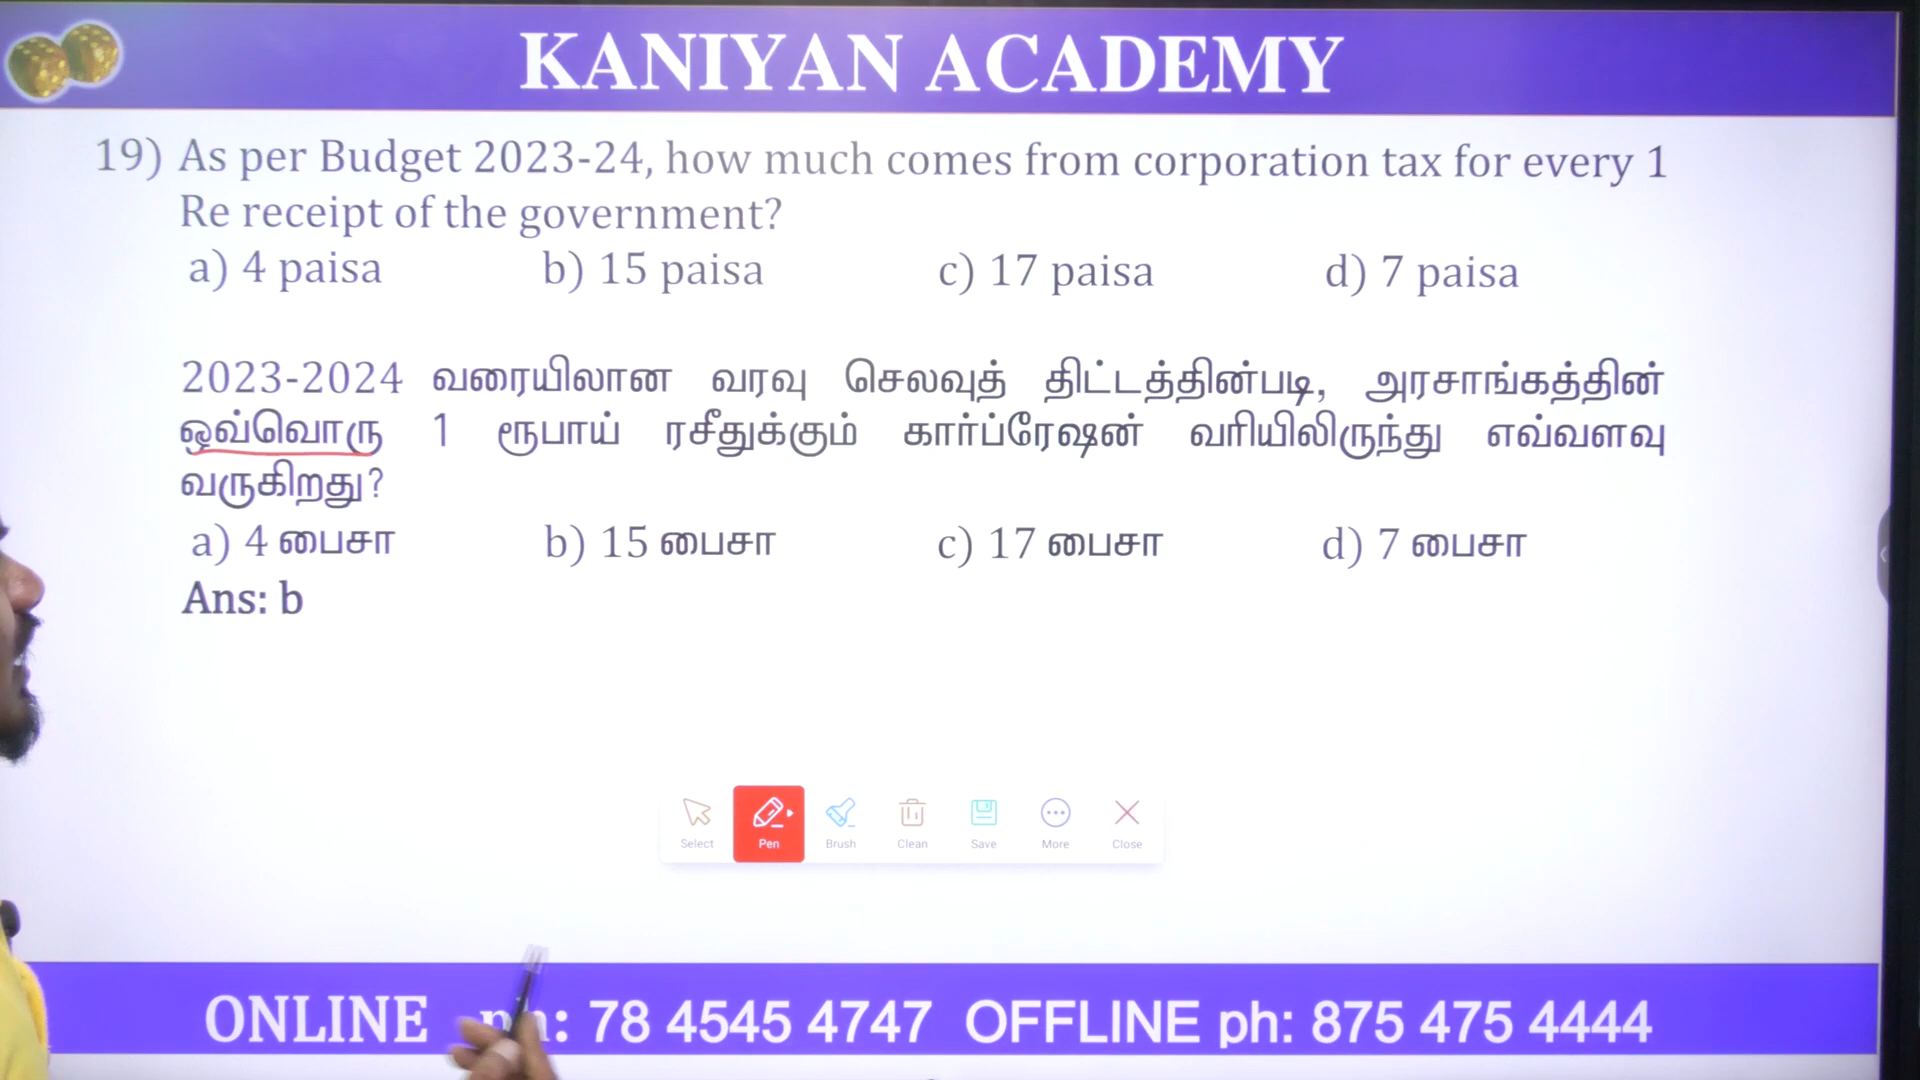 KANIYAN ACADEMY
19) As per Budget 2023-24, how much comes from corporation tax for every 1
Re receipt of the government?
a) 4 paisa b) 15 paisa c) 17 paisa d) 7 paisa
2023-2024 வரையிலான வரவு செலவுத் திட்டத்தின்படி, அரசாங்கத்தின்
ஒவ்வொரு 1 ரூபாய் ரசீதுக்கும் கார்ப்ரேஷன் வரியிலிருந்து எவ்வளவு
வருகிறது?
a) 4 பைசா b) 15 பைசா c) 17 பைசா d) 7 பைசா
Ans: b
Select Pen Brush Clean Save More Close
ONLINE ph: 78 4545 4747 OFFLINE ph: 875 475 4444